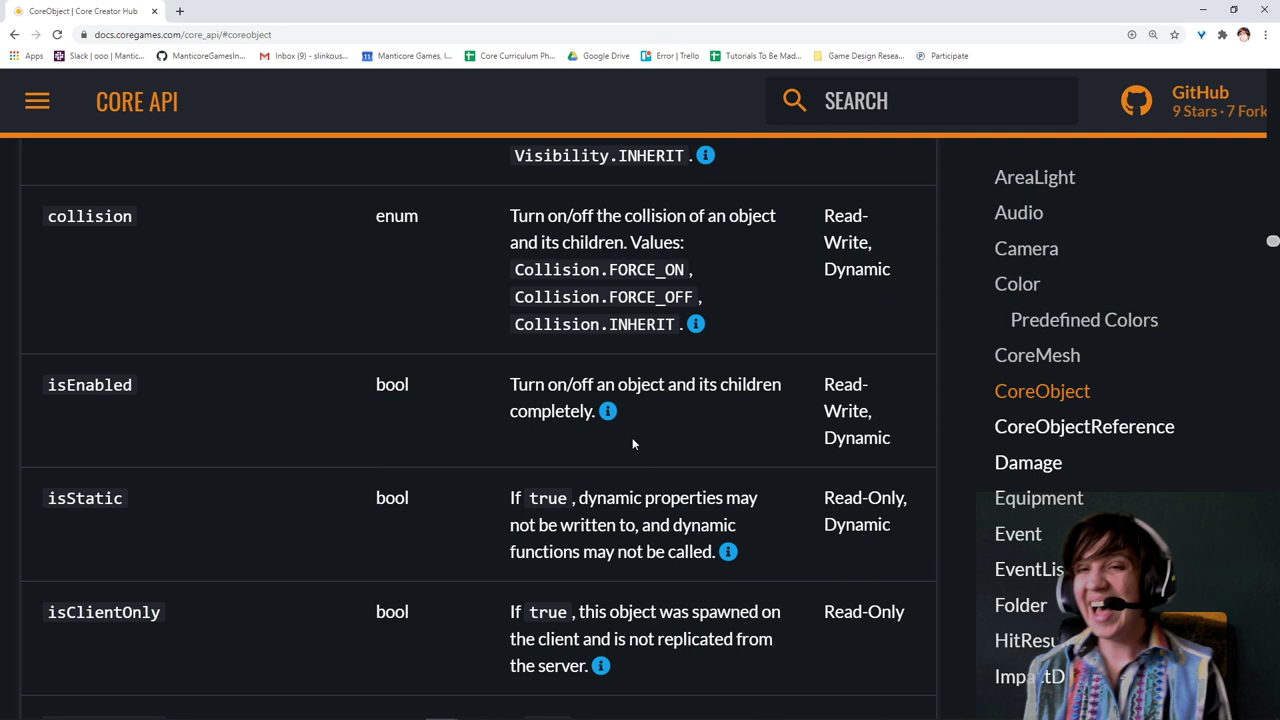 CoreObject | Core Creator Hub
docs.coregames.com/core_api/#coreobject
Apps
Slack | ooo | Mantic...
ManticoreGamesIn...
Inbox (9) - slinkous...
Manticore Games, I...
Core Curriculum Ph...
Google Drive
Error | Trello
Tutorials To Be Mad...
Game Design Resea...
Participate
CORE API
SEARCH
GitHub
9 Stars · 7 Fork
Visibility.INHERIT.
collision
enum
Turn on/off the collision of an object
and its children. Values:
Collision.FORCE_ON,
Collision.FORCE_OFF,
Collision.INHERIT.
Read-
Write,
Dynamic
isEnabled
bool
Turn on/off an object and its children
completely.
Read-
Write,
Dynamic
isStatic
bool
If true, dynamic properties may
not be written to, and dynamic
functions may not be called.
Read-Only,
Dynamic
isClientOnly
bool
If true, this object was spawned on
the client and is not replicated from
the server.
Read-Only
AreaLight
Audio
Camera
Color
Predefined Colors
CoreMesh
CoreObject
CoreObjectReference
Damage
Equipment
Event
EventLis
Folder
HitResu